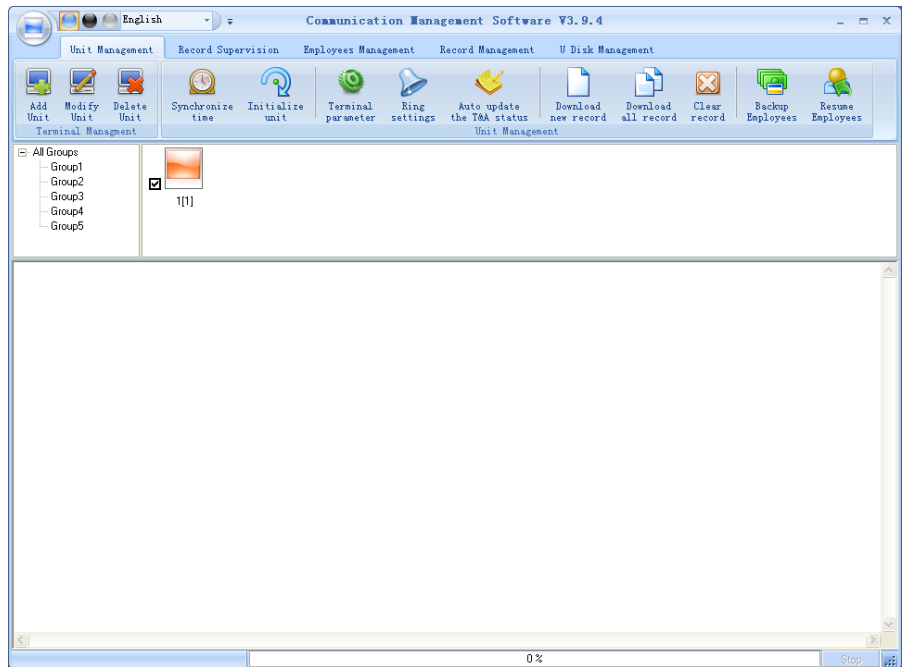 English
Communication Management Software V3.9.4
Unit Management Record Supervision Employees Management Record Management U Disk Management
Add Unit
Modify Unit
Delete Unit
Synchronize time
Initialize unit
Terminal parameter
Ring settings
Auto update the T&A status
Download new record
Download all record
Clear record
Backup Employees
Resume Employees
Terminal Managment
Unit Management
All Groups
Group1
Group2
Group3
Group4
Group5
1[1]
0 %
Stop